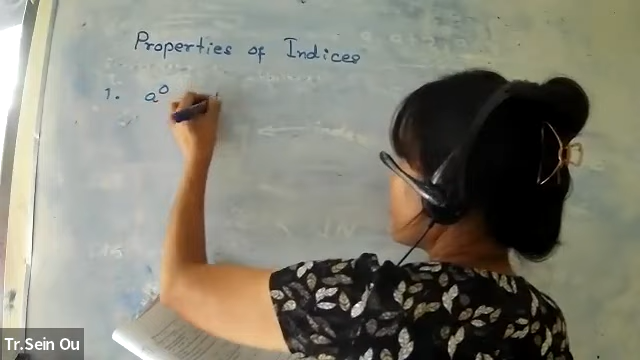 Properties of Indices
1. a⁰
Tr.Sein Ou